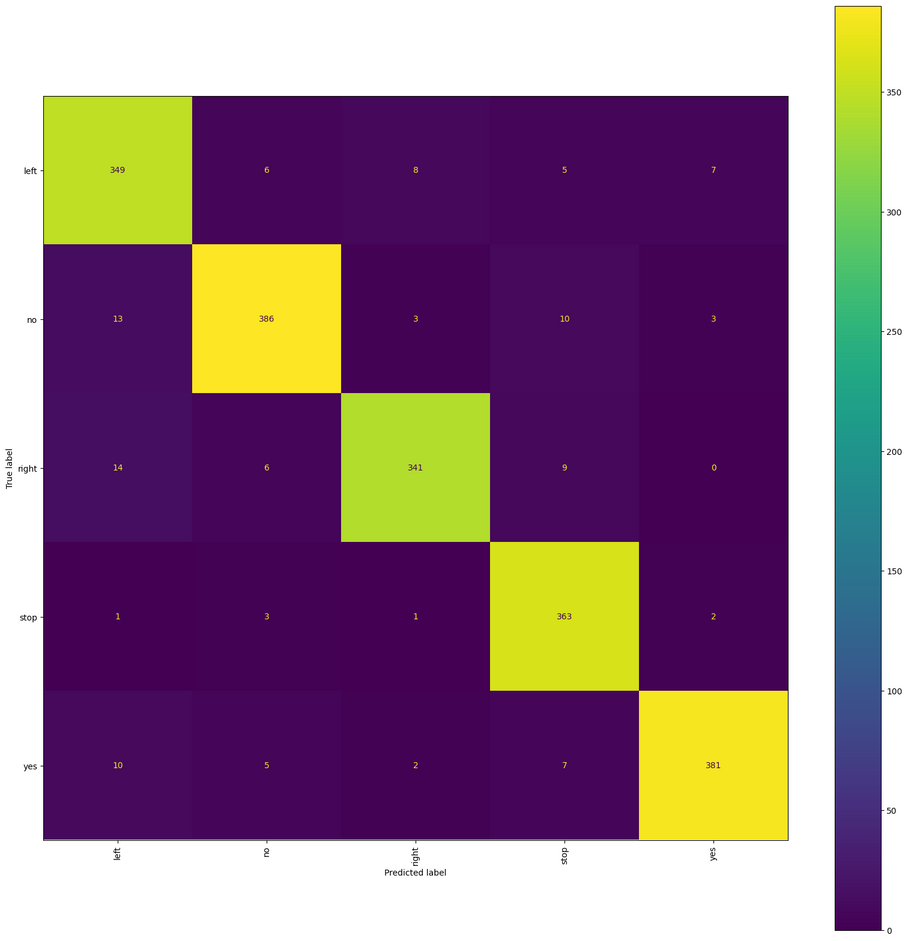 left 349 6 8 5 7
no 13 386 3 10 3
right 14 6 341 9 0
stop 1 3 1 363 2
yes 10 5 2 7 381
left no right stop yes
True label
Predicted label
350
300
250
200
150
100
50
0